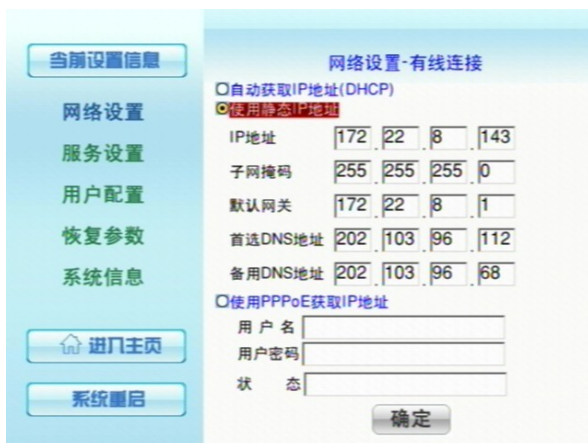 当前设置信息
网络设置
服务设置
用户配置
恢复参数
系统信息
进入主页
系统重启
网络设置-有线连接
自动获取IP地址(DHCP)
使用静态IP地址
IP地址 172 . 22 . 8 . 143
子网掩码 255 . 255 . 255 . 0
默认网关 172 . 22 . 8 . 1
首选DNS地址 202 . 103 . 96 . 112
备用DNS地址 202 . 103 . 96 . 68
使用PPPoE获取IP地址
用 户 名
用户密码
状 态
确定